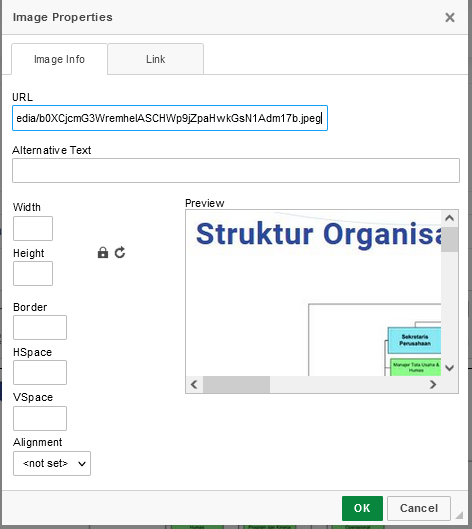 Image Properties
Image Info
Link
URL
edia/b0XCjcmG3WremhelASCHWp9jZpaHwkGsN1Adm17b.jpeg
Alternative Text
Width
Height
Border
HSpace
VSpace
Alignment
<not set>
Preview
Struktur Organisa
Sekretaris
Perusahaan
Manajer Tata Usaha &
Human
OK
Cancel